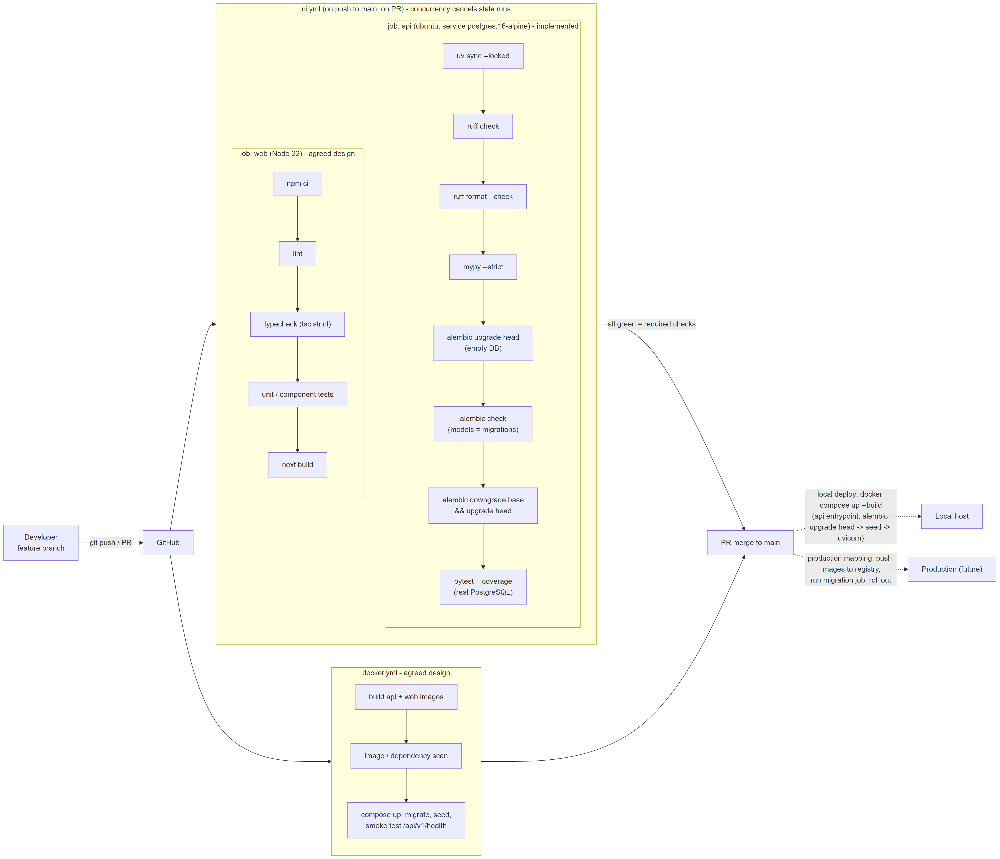 ci.yml (on push to main, on PR) - concurrency cancels stale runs
job: api (ubuntu, service postgres:16-alpine) - implemented
uv sync --locked
ruff check
ruff format --check
mypy --strict
alembic upgrade head
(empty DB)
alembic check
(models = migrations)
alembic downgrade base
&& upgrade head
pytest + coverage
(real PostgreSQL)
job: web (Node 22) - agreed design
npm ci
lint
typecheck (tsc strict)
unit / component tests
next build
Developer
feature branch
git push / PR
GitHub
all green = required checks
PR merge to main
local deploy: docker
compose up --build
(api entrypoint: alembic
upgrade head -> seed ->
uvicorn)
Local host
production mapping: push
images to registry,
run migration job, roll out
Production (future)
docker.yml - agreed design
build api + web images
image / dependency scan
compose up: migrate, seed,
smoke test /api/v1/health